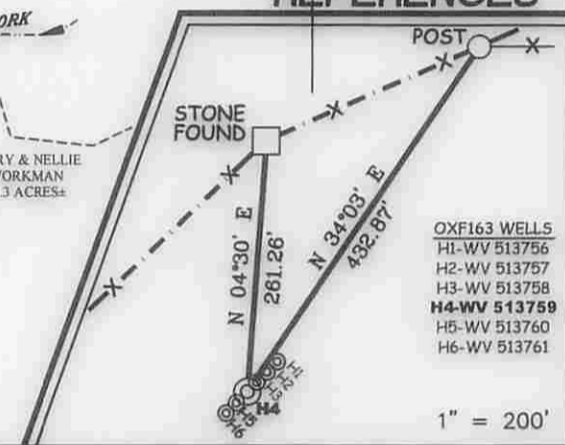 REFERENCES
ORK
POST
STONE
FOUND
RY & NELLIE
ORKMAN
.3 ACRES±
N 04°30' E
261.26'
N 34°03' E
432.87'
OXF163 WELLS
H1-WV 513756
H2-WV 513757
H3-WV 513758
H4-WV 513759
H5-WV 513760
H6-WV 513761
H1
H2
H3
H4
H5
H6
1" = 200'
X
X
X
X
X